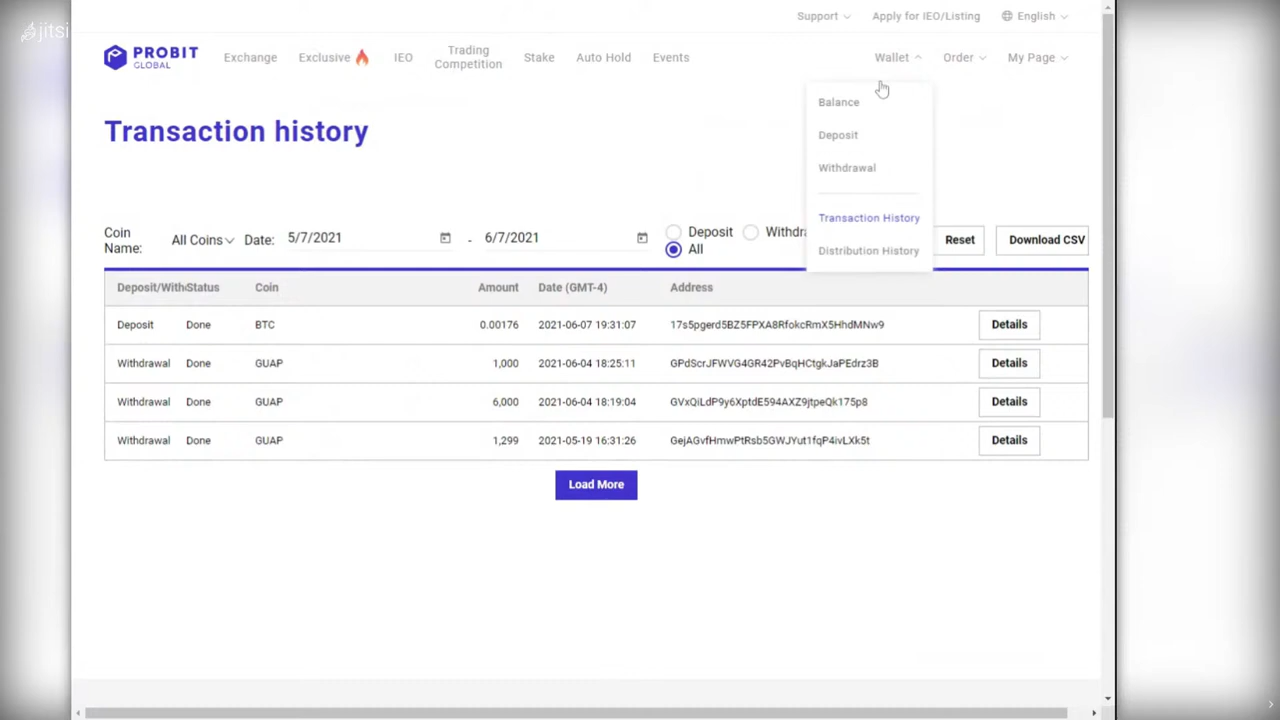 jitsi
Support
Apply for IEO/Listing
English
PROBIT
GLOBAL
Exchange
Exclusive
IEO
Trading
Competition
Stake
Auto Hold
Events
Wallet
Order
My Page
Balance
Deposit
Withdrawal
Transaction History
Distribution History
Transaction history
Coin
Name:
All Coins
Date:
5/7/2021
-
6/7/2021
Deposit
Withdra
All
Reset
Download CSV
Deposit/With Status Coin Amount Date (GMT-4) Address
Deposit Done BTC 0.00176 2021-06-07 19:31:07 17s5pgerd5BZ5FPXA8RfokcRmX5HhdMNw9 Details
Withdrawal Done GUAP 1,000 2021-06-04 18:25:11 GPdScrJFWVG4GR42PvBqHCtgkJaPEdrz3B Details
Withdrawal Done GUAP 6,000 2021-06-04 18:19:04 GVxQiLdP9y6XptdE594AXZ9jtpeQk175p8 Details
Withdrawal Done GUAP 1,299 2021-05-19 16:31:26 GejAGvfHmwPtRsb5GWJYut1fqP4ivLXk5t Details
Load More